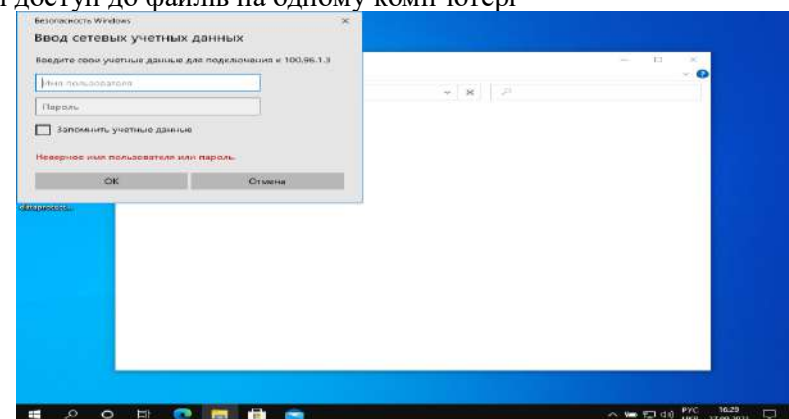 доступ до файлів на одному комп'ютері
Безопасность Windows
Ввод сетевых учетных данных
Введите свои учетные данные для подключения к 100.96.1.3
Имя пользователя
Пароль
Запомнить учетные данные
Неверное имя пользователя или пароль.
ОК
Отмена
РУС
16:29